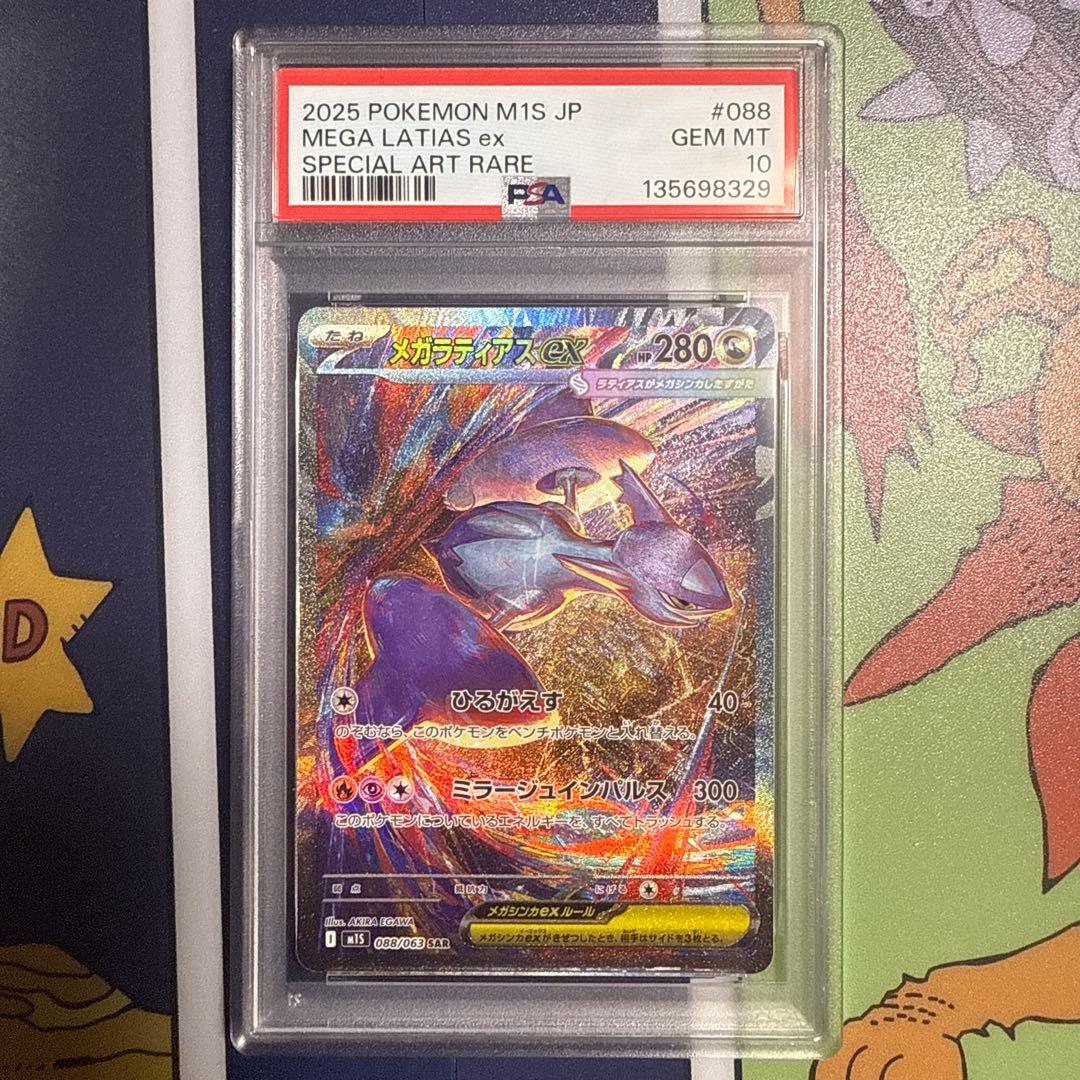 2025 POKEMON M1S JP #088
MEGA LATIAS ex GEM MT
SPECIAL ART RARE 10
PSA 135698329
たね メガラティアスex HP 280
ラティアスがメガシンカしたすがた
D
ひるがえす 40
のぞむなら、このポケモンをベンチポケモンと入れ替える。
ミラージュインパルス 300
このポケモンについているエネルギーを、すべてトラッシュする。
弱点 抵抗力 にげる
Illus. AKIRA EGAWA
メガシンカexルール
I M1S 088/063 SAR
メガシンカexがきぜつしたとき、相手はサイドを3枚とる。